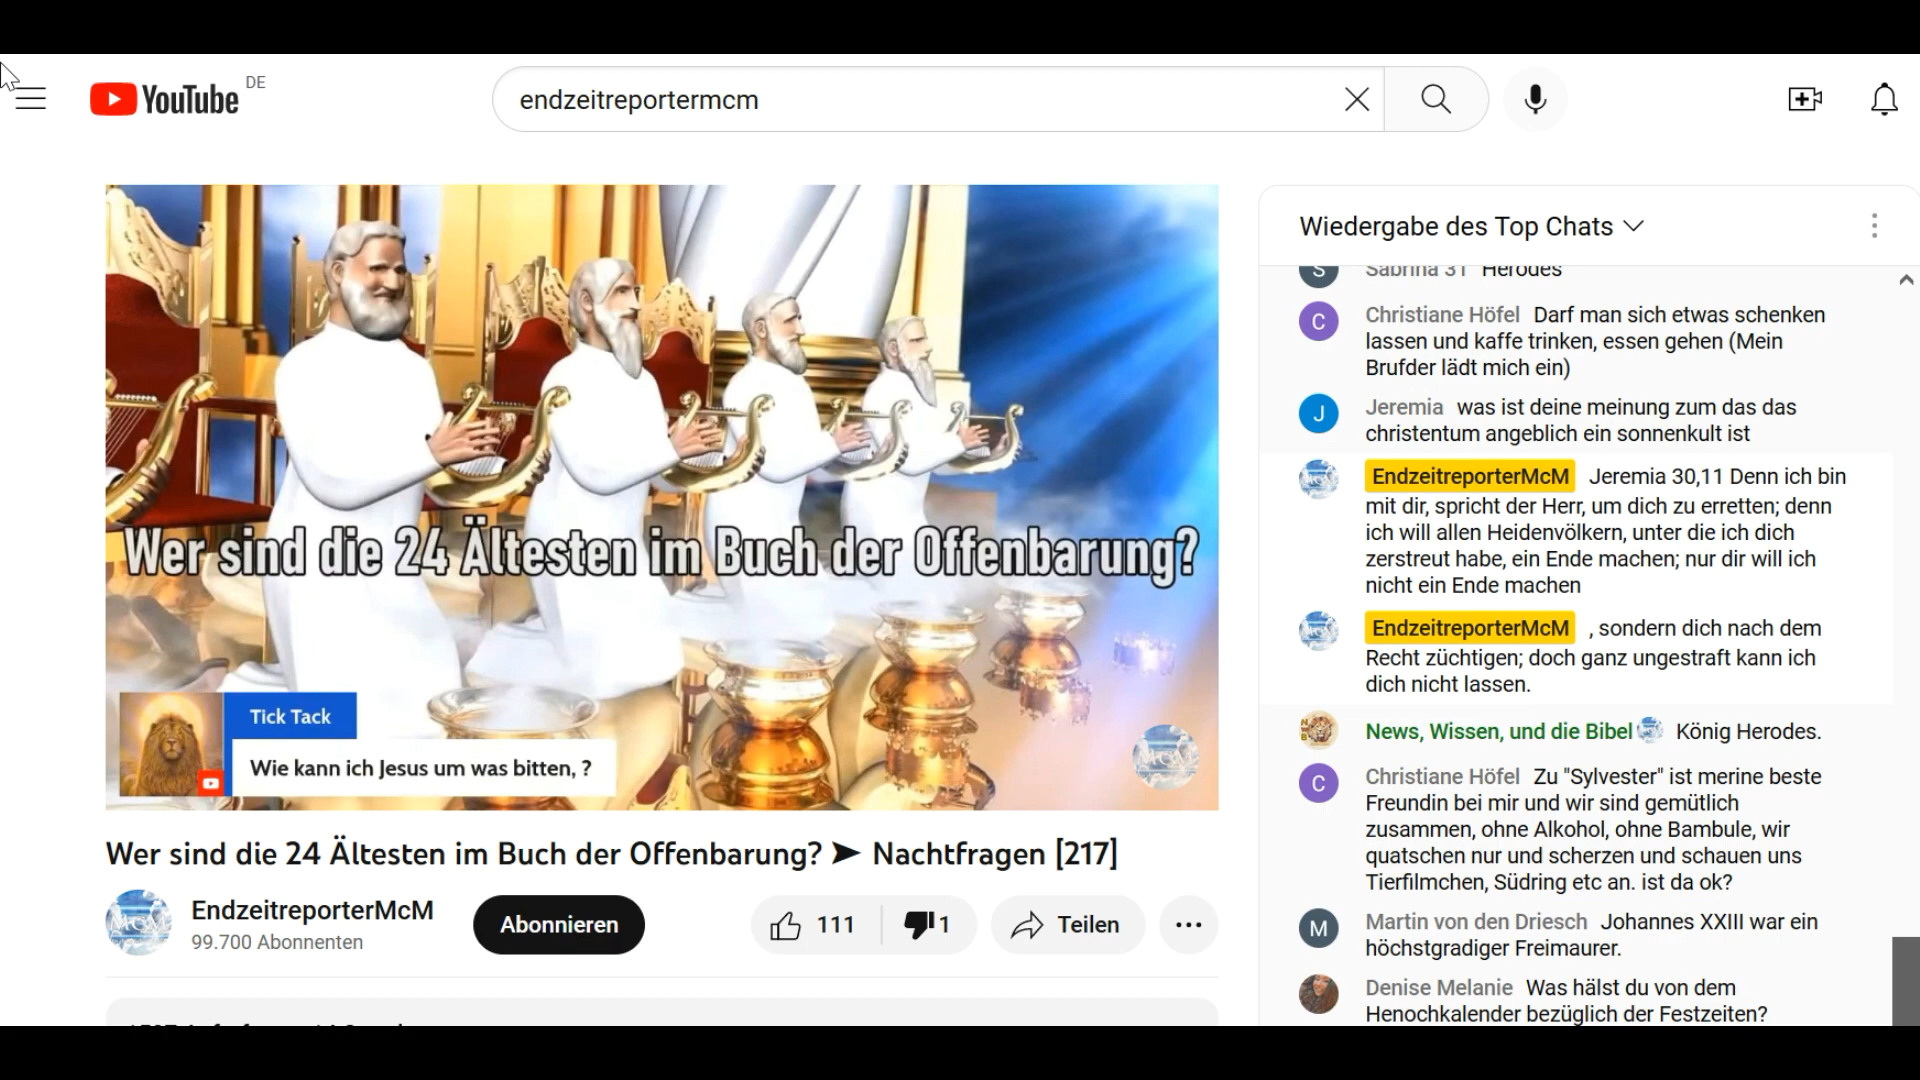 YouTube DE
endzeitreportermcm
Wer sind die 24 Ältesten im Buch der Offenbarung?
Tick Tack
Wie kann ich Jesus um was bitten, ?
MCM
Wer sind die 24 Ältesten im Buch der Offenbarung? ➤ Nachtfragen [217]
MCM
EndzeitreporterMcM
99.700 Abonnenten
Abonnieren
111
1
Teilen
Wiedergabe des Top Chats
S Sabrina 31 Herodes
C Christiane Höfel Darf man sich etwas schenken
lassen und kaffe trinken, essen gehen (Mein
Brufder lädt mich ein)
J Jeremia was ist deine meinung zum das das
christentum angeblich ein sonnenkult ist
EndzeitreporterMcM Jeremia 30,11 Denn ich bin
mit dir, spricht der Herr, um dich zu erretten; denn
ich will allen Heidenvölkern, unter die ich dich
zerstreut habe, ein Ende machen; nur dir will ich
nicht ein Ende machen
EndzeitreporterMcM , sondern dich nach dem
Recht züchtigen; doch ganz ungestraft kann ich
dich nicht lassen.
News, Wissen, und die Bibel König Herodes.
C Christiane Höfel Zu "Sylvester" ist merine beste
Freundin bei mir und wir sind gemütlich
zusammen, ohne Alkohol, ohne Bambule, wir
quatschen nur und scherzen und schauen uns
Tierfilmchen, Südring etc an. ist da ok?
M Martin von den Driesch Johannes XXIII war ein
höchstgradiger Freimaurer.
Denise Melanie Was hälst du von dem
Henochkalender bezüglich der Festzeiten?